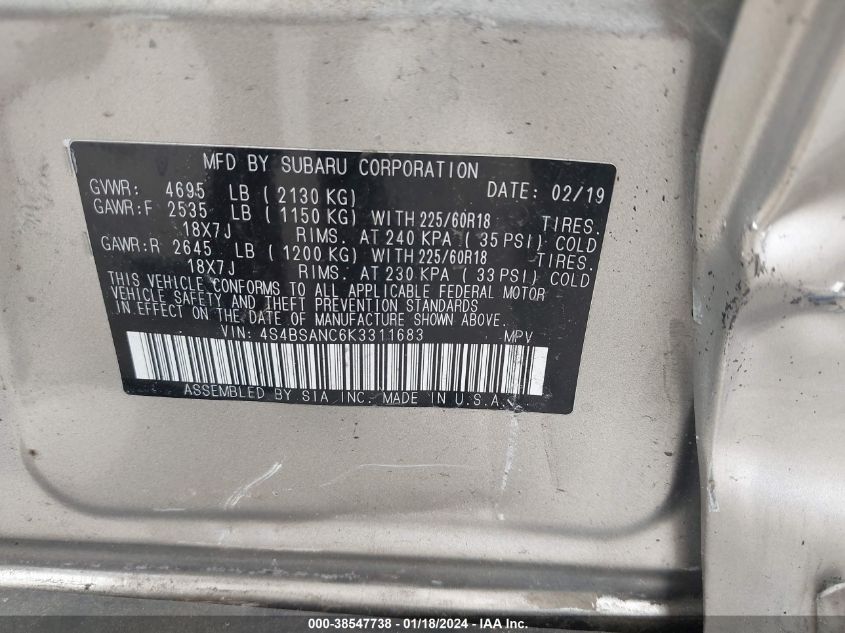 MFD BY SUBARU CORPORATION
GVWR: 4695 LB ( 2130 KG) DATE: 02/19
GAWR:F 2535 LB ( 1150 KG) WITH 225/60R18 TIRES.
18X7J RIMS. AT 240 KPA ( 35 PSI) COLD
GAWR:R 2645 LB ( 1200 KG) WITH 225/60R18 TIRES.
18X7J RIMS. AT 230 KPA ( 33 PSI) COLD
THIS VEHICLE CONFORMS TO ALL APPLICABLE FEDERAL MOTOR
VEHICLE SAFETY AND THEFT PREVENTION STANDARDS
IN EFFECT ON THE DATE OF MANUFACTURE SHOWN ABOVE.
VIN: 4S4BSANC6K3311683 MPV
ASSEMBLED BY SIA INC. MADE IN U.S.A.
000-38547738 - 01/18/2024 - IAA Inc.